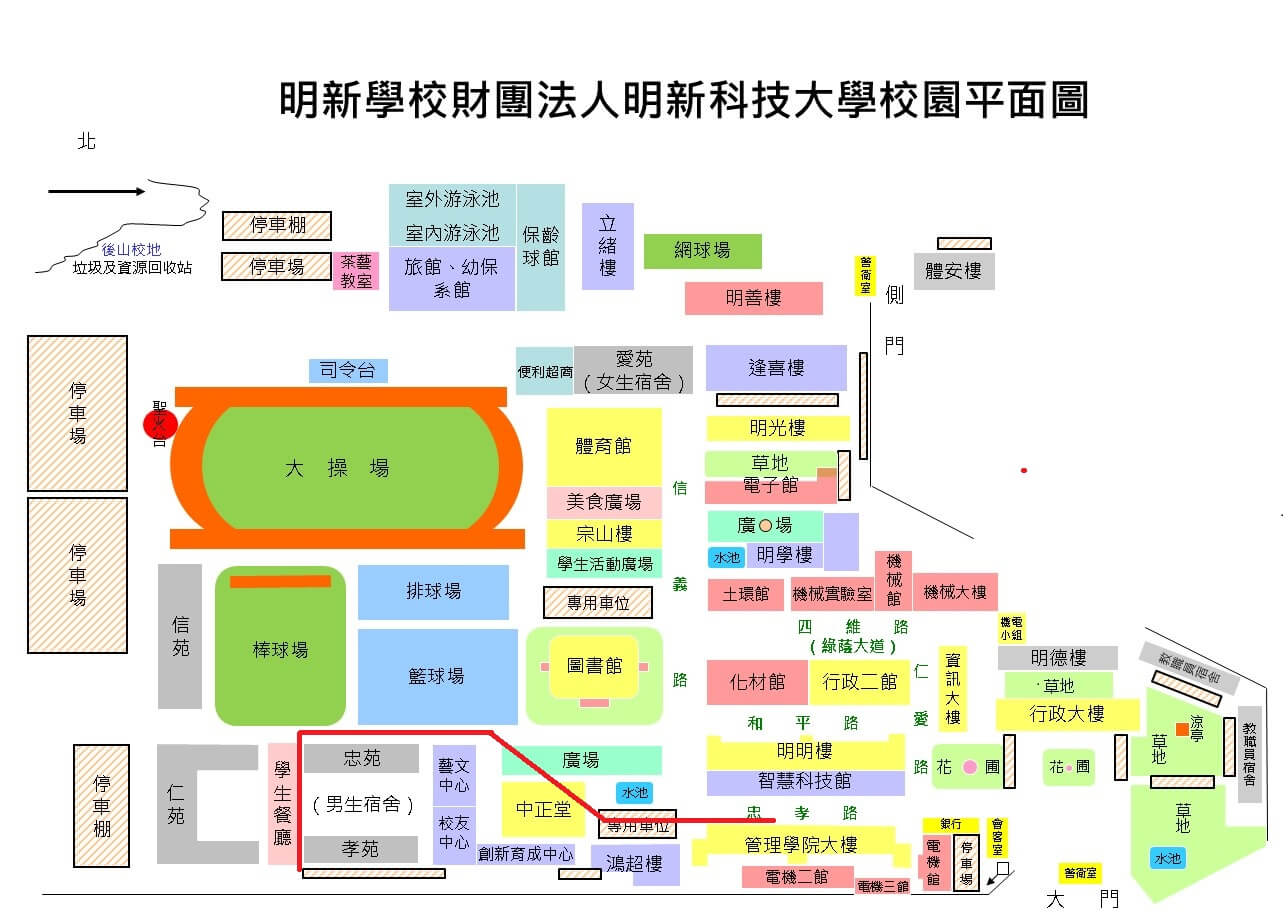 明新學校財團法人明新科技大學校園平面圖
北
後山校地
垃圾及資源回收站
停車棚
停車場
茶藝
教室
室外游泳池
室內游泳池
旅館、幼保
系館
保齡
球館
立緒樓
網球場
明善樓
警衛室
側門
體安樓
停車場
聖火台
司令台
大操場
便利超商
愛苑
(女生宿舍)
逢喜樓
體育館
明光樓
草地
電子館
美食廣場
宗山樓
學生活動廣場
信義路
廣場
水池
明學樓
停車場
信苑
棒球場
排球場
籃球場
專用車位
圖書館
土環館
機械實驗室
機械館
機械大樓
四維路
(綠蔭大道)
機電
小組
化材館
行政二館
仁愛路
資訊大樓
明德樓
草地
行政大樓
教職員宿舍
涼亭
草地
教職員宿舍
和平路
明明樓
智慧科技館
花圃
花圃
草地
水池
停車棚
仁苑
學生餐廳
忠苑
(男生宿舍)
孝苑
藝文
中心
校友
中心
廣場
水池
中正堂
專用車位
創新育成中心
鴻超樓
忠孝路
管理學院大樓
電機二館
電機三館
銀行
電機館
停車場
會客室
警衛室
大門